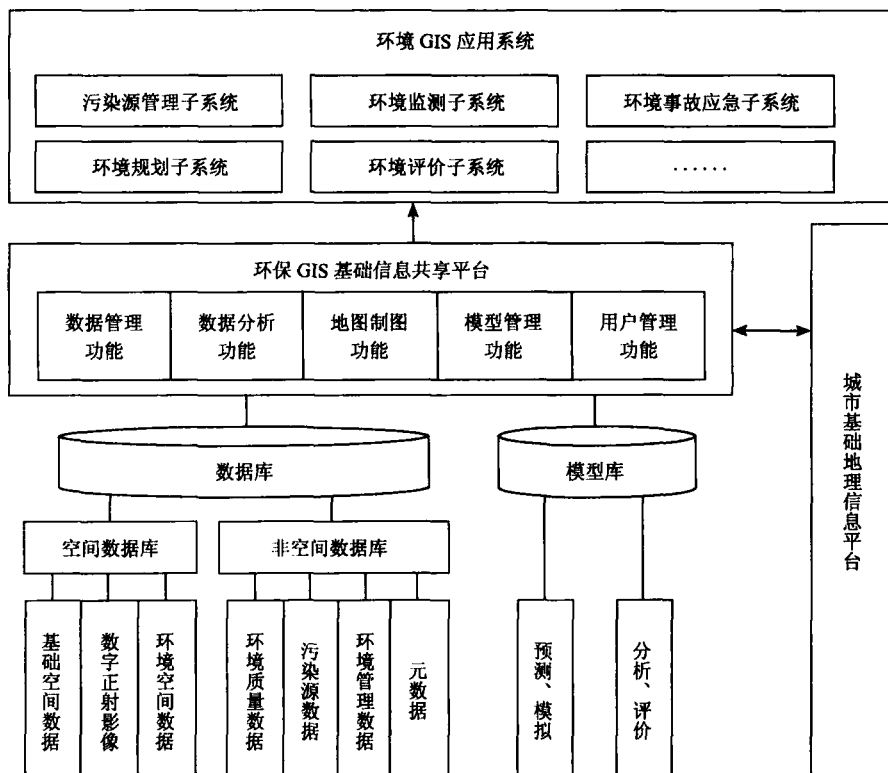 环境 GIS 应用系统
污染源管理子系统
环境监测子系统
环境事故应急子系统
环境规划子系统
环境评价子系统
······
环保 GIS 基础信息共享平台
数据管理
功能
数据分析
功能
地图制图
功能
模型管理
功能
用户管理
功能
城市基础地理信息平台
数据库
模型库
空间数据库
非空间数据库
基础空间数据
数字正射影像
环境空间数据
环境质量数据
污染源数据
环境管理数据
元数据
预测、模拟
分析、评价